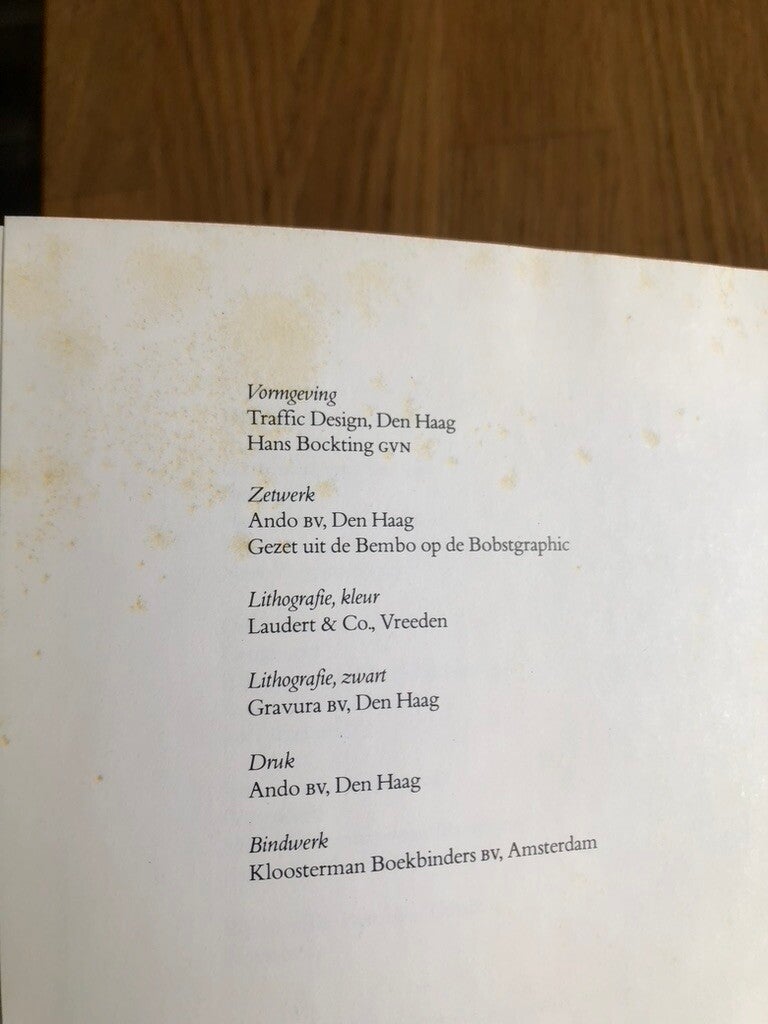 Vormgeving
Traffic Design, Den Haag
Hans Bockting GVN
Zetwerk
Ando BV, Den Haag
Gezet uit de Bembo op de Bobstgraphic
Lithografie, kleur
Laudert & Co., Vreeden
Lithografie, zwart
Gravura BV, Den Haag
Druk
Ando BV, Den Haag
Bindwerk
Kloosterman Boekbinders BV, Amsterdam